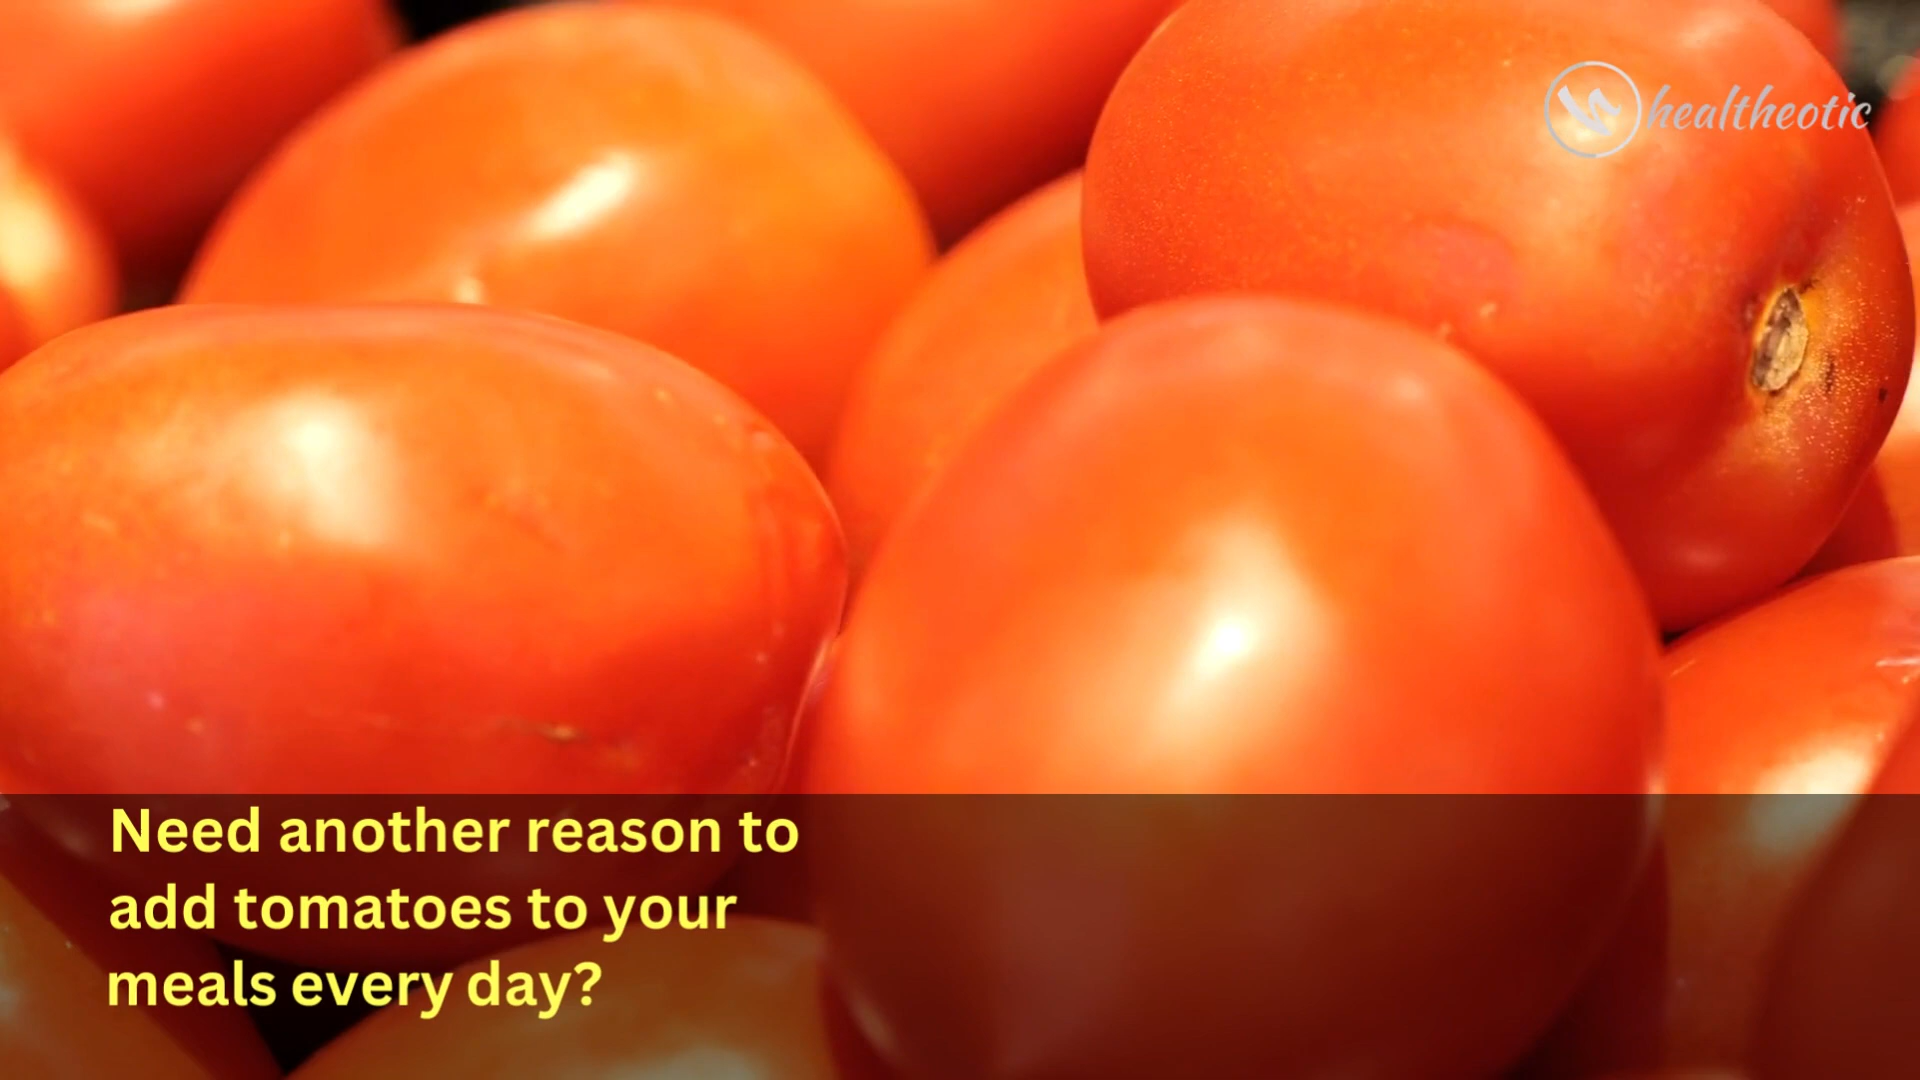 healtheotic
Need another reason to
add tomatoes to your
meals every day?